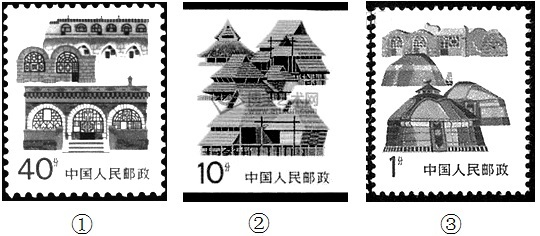 40分 中国人民邮政
10分 中国人民邮政
1分 中国人民邮政
① ② ③